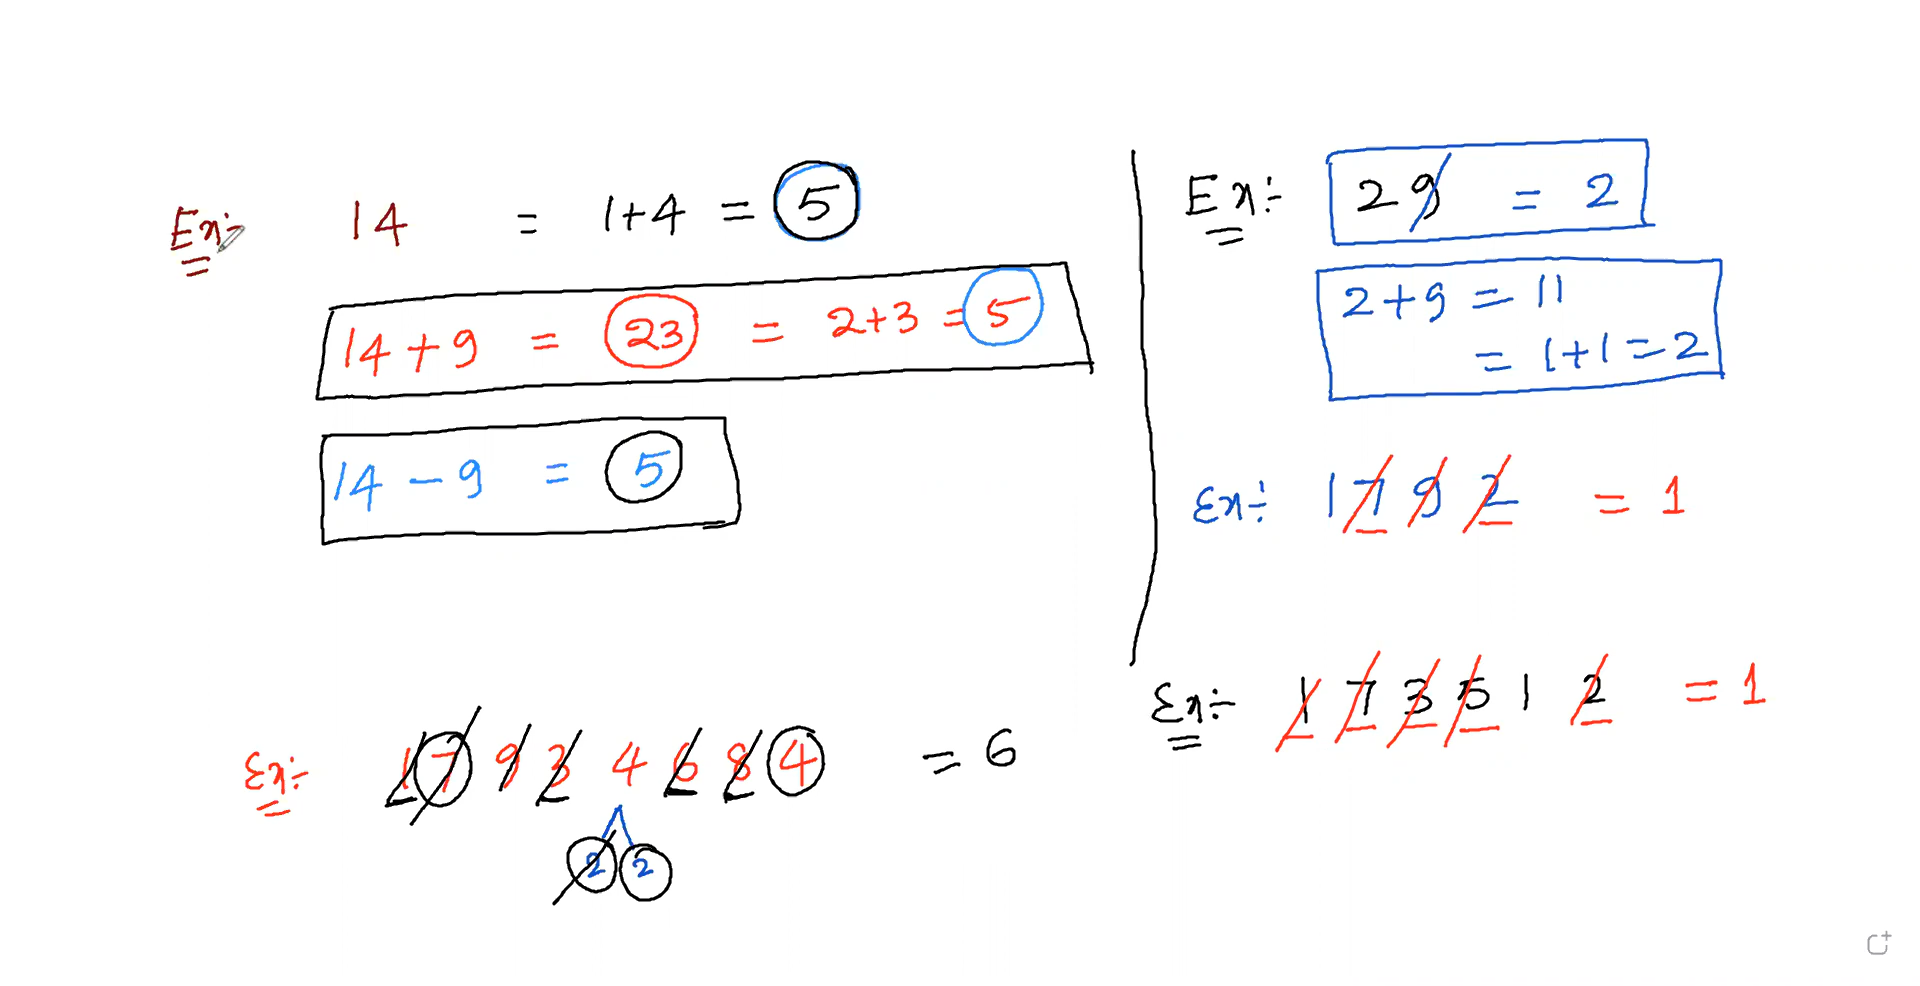 Ex:- 14 = 1+4 = 5
14+9 = 23 = 2+3 = 5
14-9 = 5
Ex:- 1 7 9 3 4 6 8 4 = 6
2 2
Ex:- 29 = 2
2+9 = 11
= 1+1=2
Ex:- 1 7 9 2 = 1
Ex:- 1 7 3 5 1 2 = 1